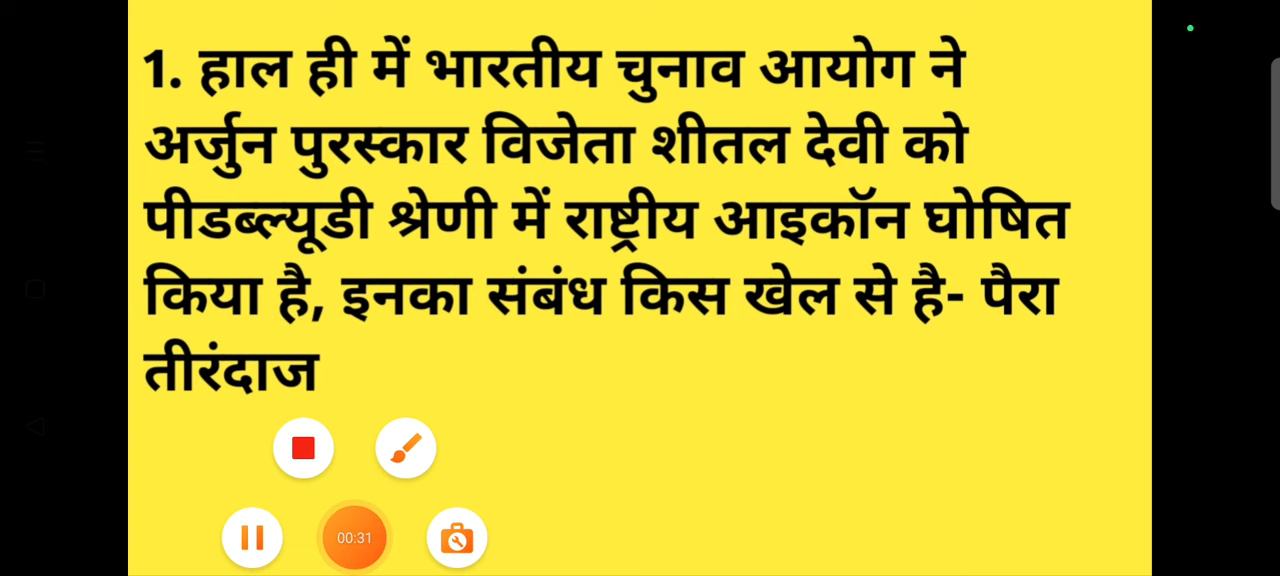 1. हाल ही में भारतीय चुनाव आयोग ने
अर्जुन पुरस्कार विजेता शीतल देवी को
पीडब्ल्यूडी श्रेणी में राष्ट्रीय आइकॉन घोषित
किया है, इनका संबंध किस खेल से है- पैरा
तीरंदाज
00:31